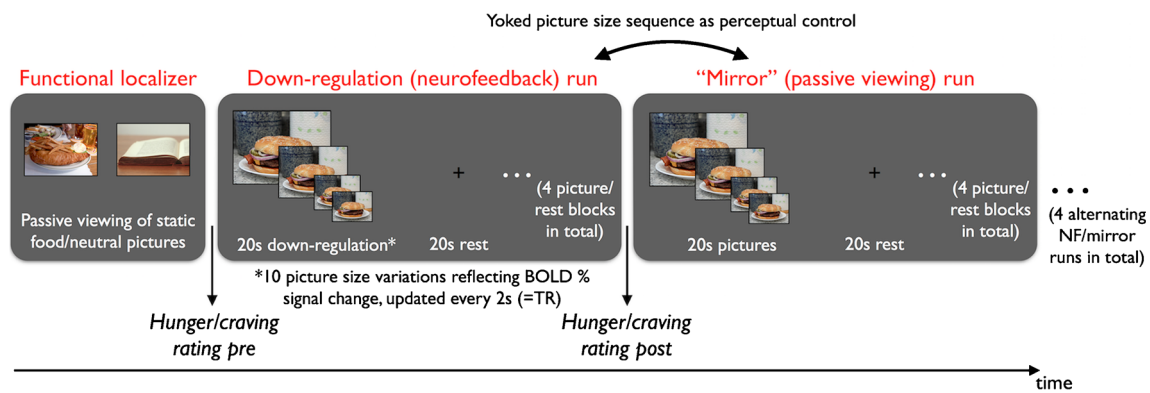 Yoked picture size sequence as perceptual control
Functional localizer
Down-regulation (neurofeedback) run
“Mirror” (passive viewing) run
Passive viewing of static
food/neutral pictures
+
...
(4 picture/
rest blocks
in total)
20s down-regulation*
20s rest
+
...
(4 picture/
rest blocks
in total)
20s pictures
20s rest
...
(4 alternating
NF/mirror
runs in total)
*10 picture size variations reflecting BOLD %
signal change, updated every 2s (=TR)
Hunger/craving
rating pre
Hunger/craving
rating post
time